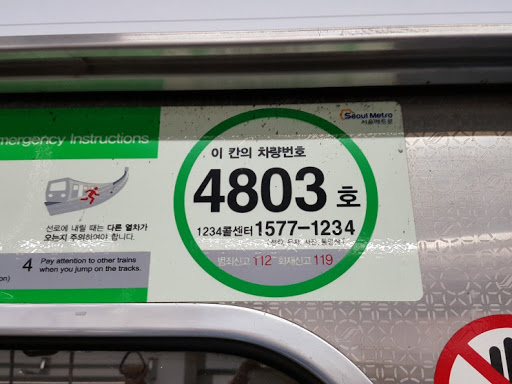 Emergency Instructions
선로에 내릴 때는 다른 열차가
오는지 주의하여야 합니다.
4 Pay attention to other trains
when you jump on the tracks.
Seoul Metro
서울메트로
이 칸의 차량번호
4803 호
1234콜센터 1577-1234
범죄신고 112 화재신고 119